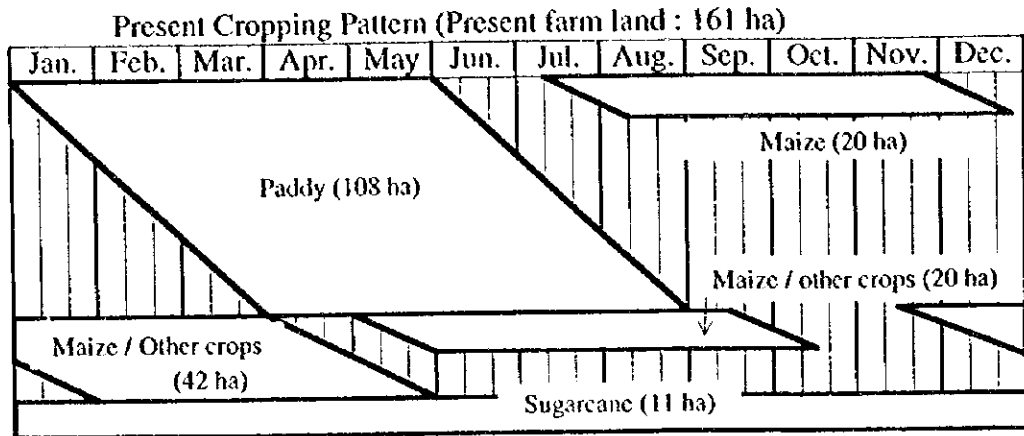 Present Cropping Pattern (Present farm land : 161 ha)
Jan. Feb. Mar. Apr. May Jun. Jul. Aug. Sep. Oct. Nov. Dec.
Maize (20 ha)
Paddy (108 ha)
Maize / other crops (20 ha)
Maize / Other crops
(42 ha)
Sugarcane (11 ha)